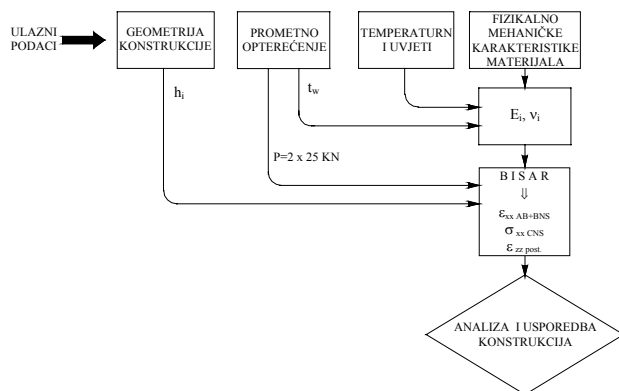 ULAZNI
PODACI
GEOMETRIJA
KONSTRUKCIJE
PROMETNO
OPTEREĆENJE
TEMPERATURN
I UVJETI
FIZIKALNO
MEHANIČKE
KARAKTERISTIKE
MATERIJALA
hi
tw
Ei, νi
P=2 x 25 KN
B I S A R
⇓
εxx AB+BNS
σxx CNS
εzz post.
ANALIZA I USPOREDBA
KONSTRUKCIJA